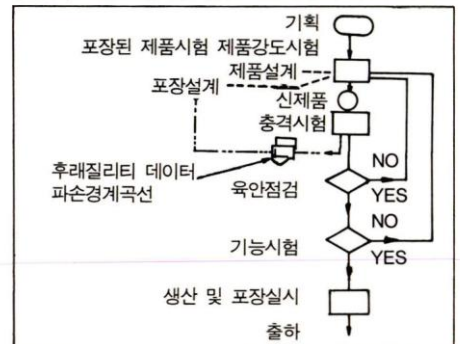 기획
포장된 제품시험 제품강도시험
제품설계
포장설계
신제품
충격시험
후래질리티 데이터
파손경계곡선
육안점검
NO
YES
NO
기능시험
YES
생산 및 포장실시
출하